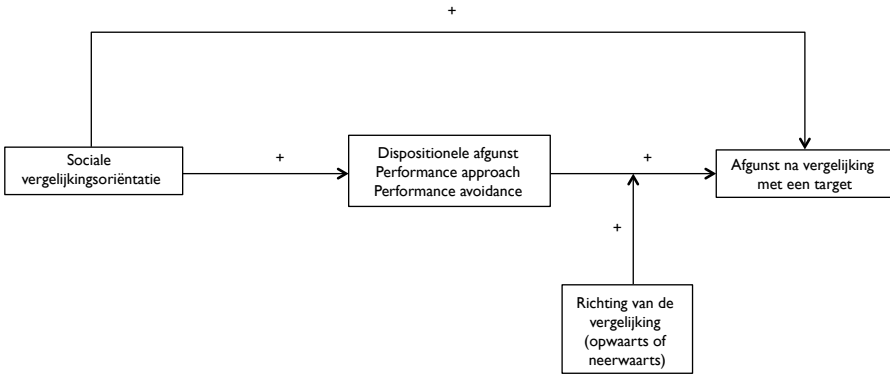 +
Sociale
vergelijkingsoriëntatie
+
Dispositionele afgunst
Performance approach
Performance avoidance
+
Afgunst na vergelijking
met een target
+
Richting van de
vergelijking
(opwaarts of
neerwaarts)